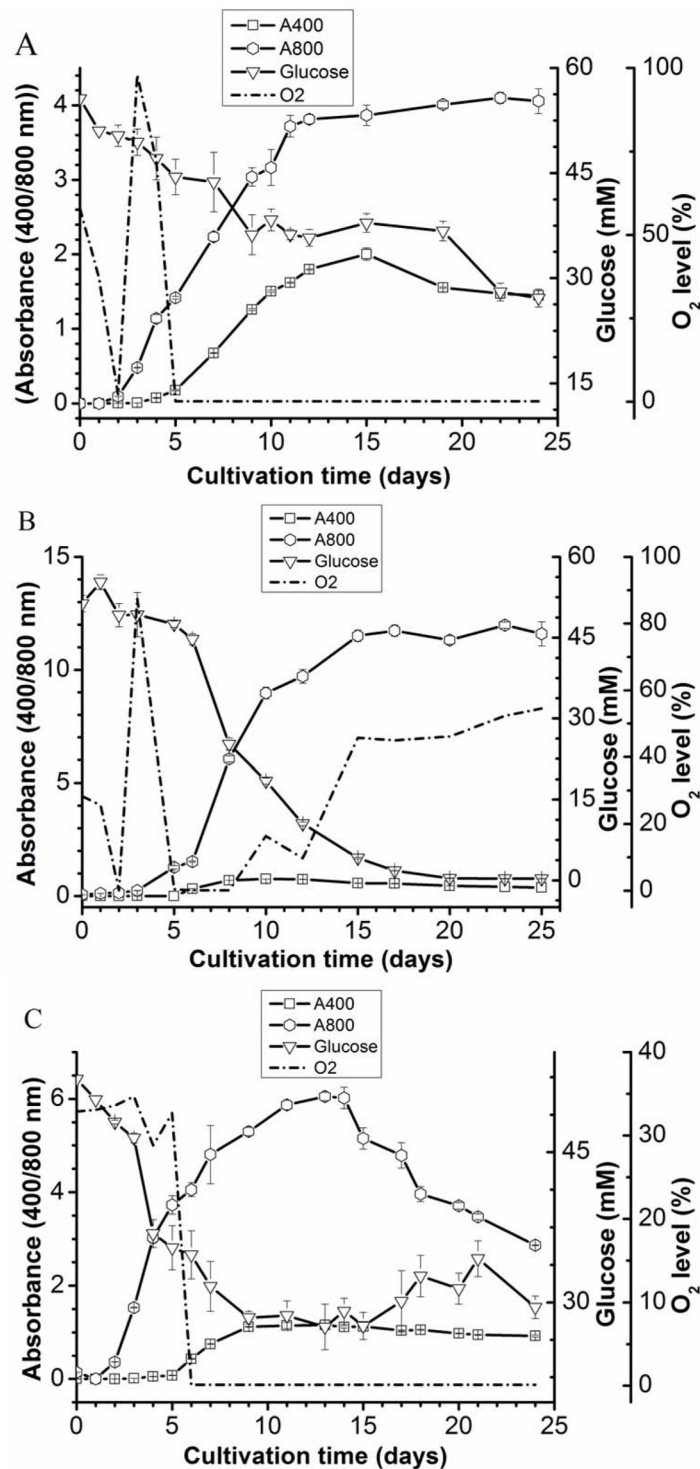 A
A400
A800
Glucose
O2
(Absorbance (400/800 nm))
4
3
2
1
0
60
45
30
15
Glucose (mM)
100
50
0
O2 level (%)
0 5 10 15 20 25
Cultivation time (days)
B
A400
A800
Glucose
O2
Absorbance (400/800 nm)
15
10
5
0
60
45
30
15
0
Glucose (mM)
100
80
60
40
20
0
O2 level (%)
0 5 10 15 20 25
Cultivation time (days)
C
A400
A800
Glucose
O2
Absorbance (400/800 nm)
6
4
2
0
45
30
Glucose (mM)
40
30
20
10
0
O2 level (%)
0 5 10 15 20 25
Cultivation time (days)